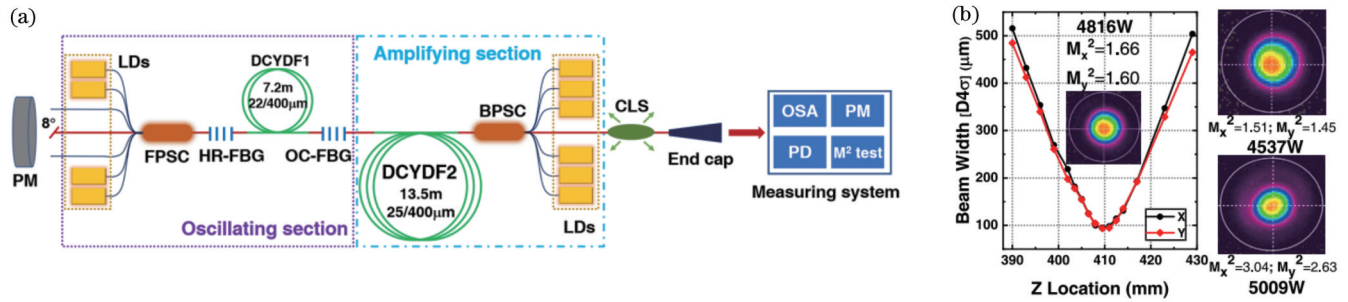 (a)
LDs
DCYDF1
7.2m
22/400μm
Amplifying section
BPSC
CLS
8°
FPSC
HR-FBG
OC-FBG
PM
DCYDF2
13.5m
25/400μm
End cap
OSA
PM
PD
M² test
Measuring system
Oscillating section
LDs
(b)
4816W
Mx²=1.66
My²=1.60
Beam Width [D4σ] (μm)
500
400
300
200
100
X
Y
390
400
410
420
430
Z Location (mm)
Mx²=1.51; My²=1.45
4537W
Mx²=3.04; My²=2.63
5009W